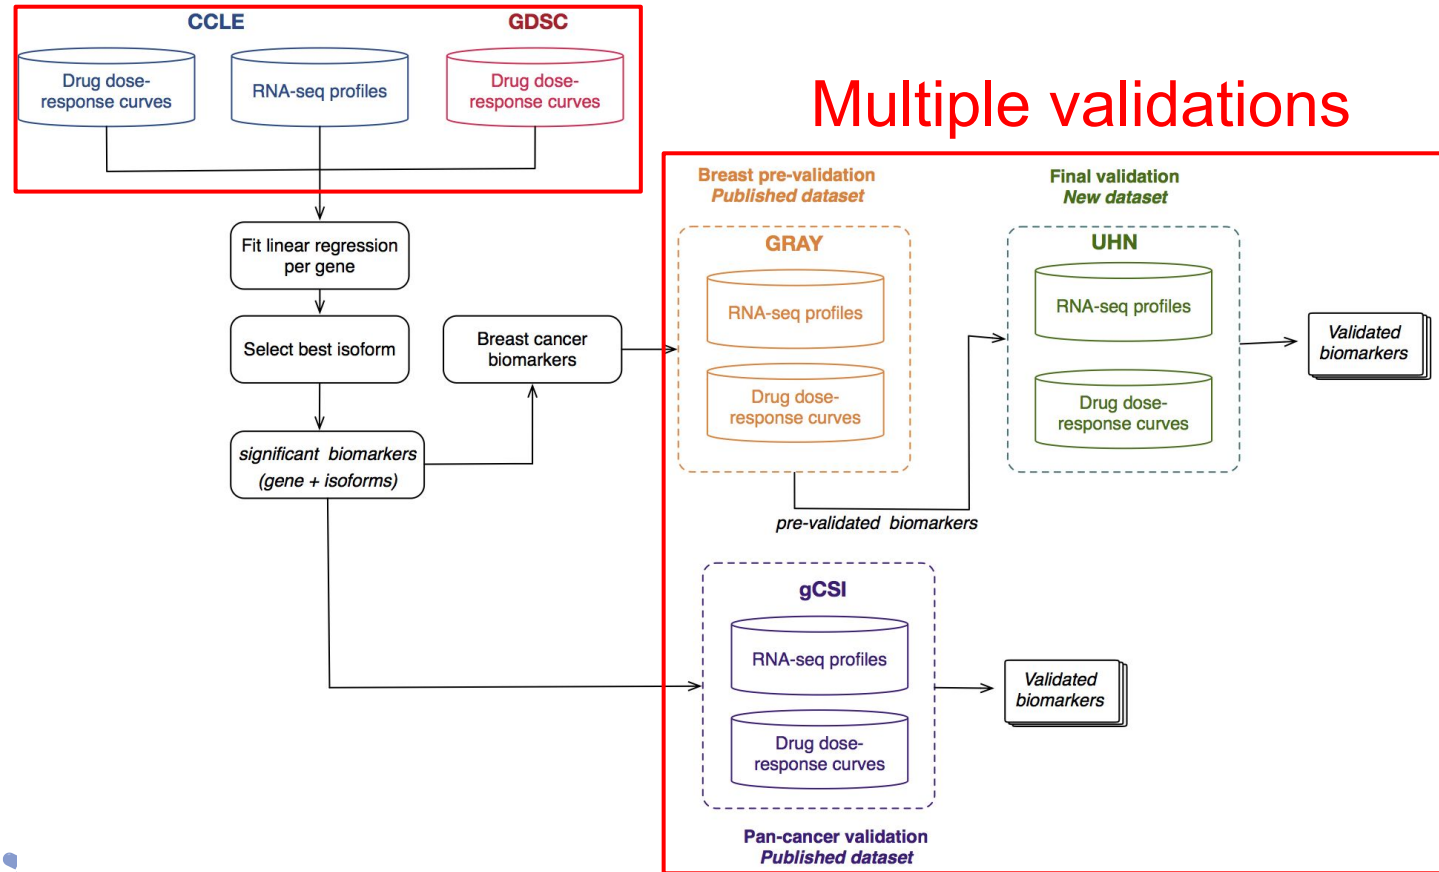 CCLE
GDSC
Drug dose-
response curves
RNA-seq profiles
Drug dose-
response curves
Multiple validations
Fit linear regression
per gene
Select best isoform
significant biomarkers
(gene + isoforms)
Breast cancer
biomarkers
Breast pre-validation
Published dataset
GRAY
RNA-seq profiles
Drug dose-
response curves
pre-validated biomarkers
Final validation
New dataset
UHN
RNA-seq profiles
Drug dose-
response curves
Validated
biomarkers
gCSI
RNA-seq profiles
Drug dose-
response curves
Pan-cancer validation
Published dataset
Validated
biomarkers